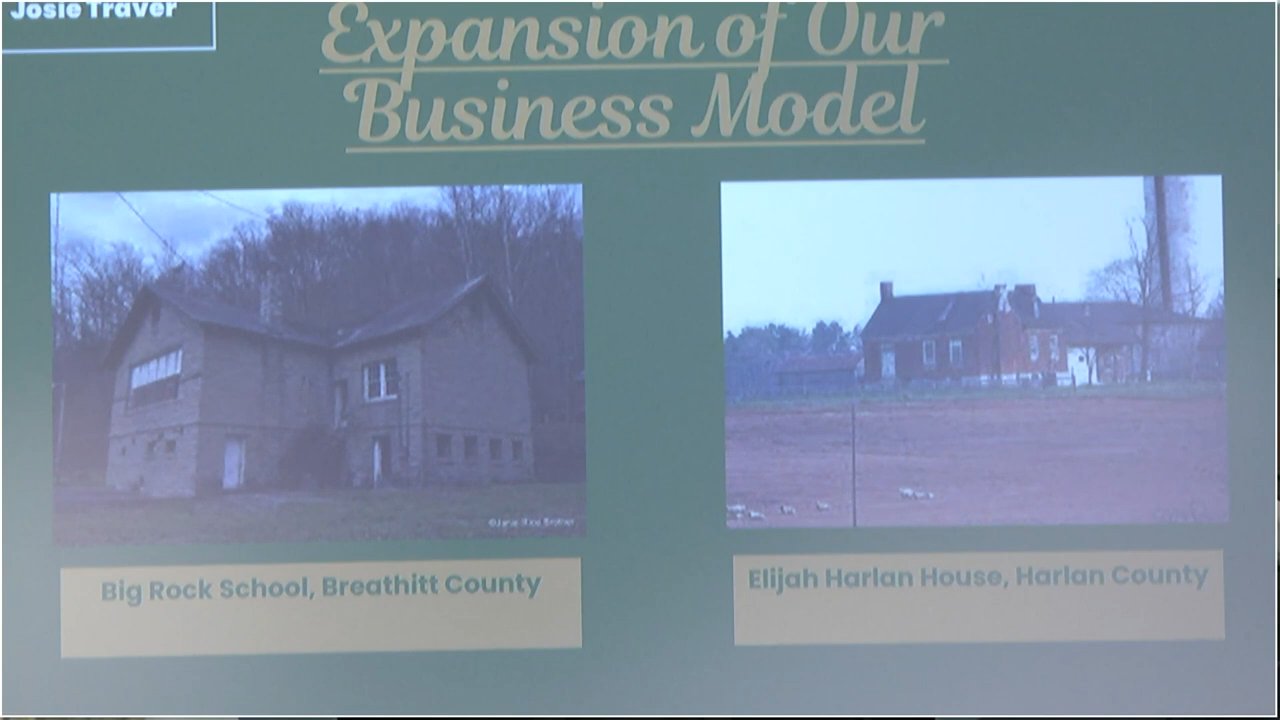 Josie Traver
Expansion of Our
Business Model
Big Rock School, Breathitt County
Elijah Harlan House, Harlan County